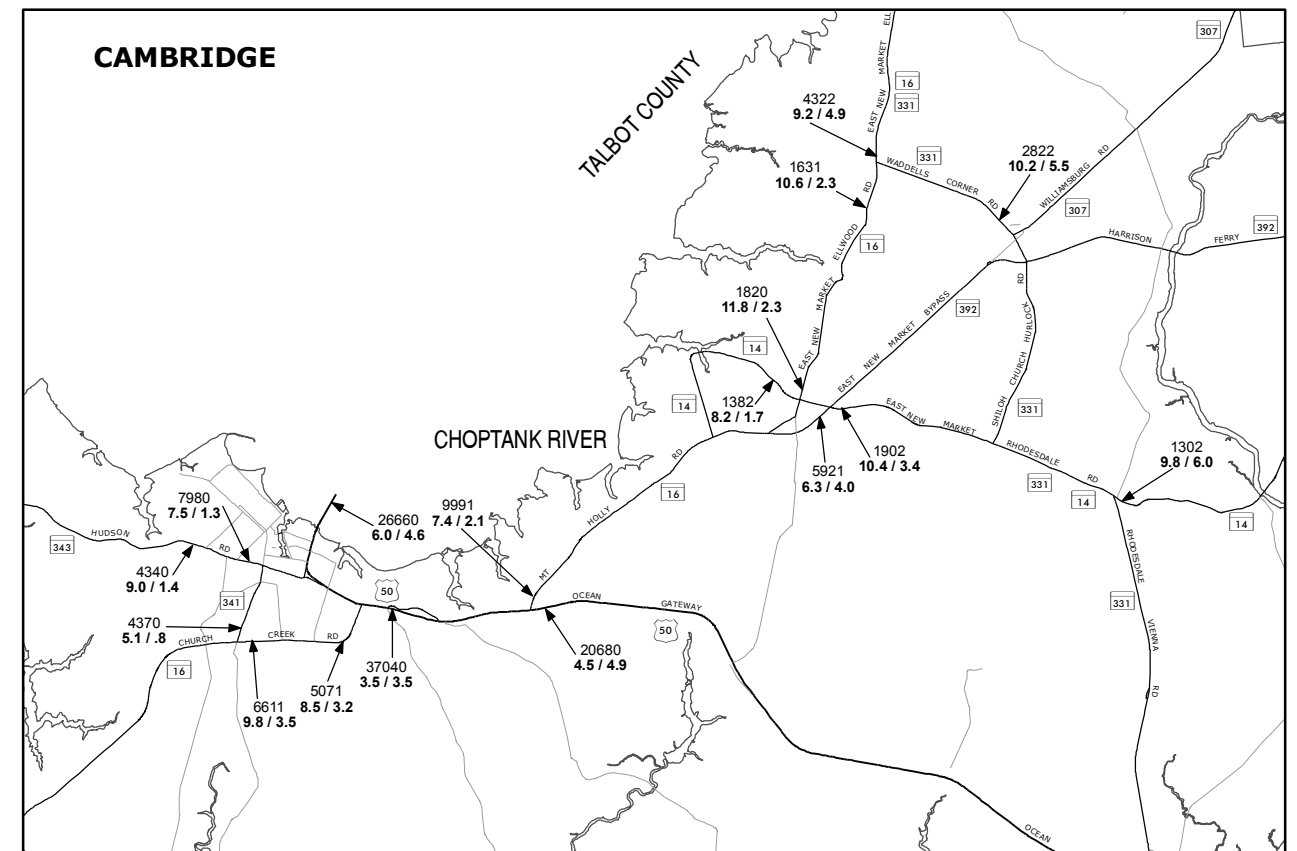 CAMBRIDGE
TALBOT COUNTY
CHOPTANK RIVER
307
ELL
EAST NEW MARKET
16
331
4322
9.2 / 4.9
331
WADDELLS CORNER RD
2822
10.2 / 5.5
WILLIAMSBURG RD
307
1631
10.6 / 2.3
EAST NEW MARKET ELLWOOD RD
16
HARRISON FERRY
392
1820
11.8 / 2.3
EAST NEW MARKET BYPASS
392
SHILOH CHURCH HURLOCK RD
331
14
14
1382
8.2 / 1.7
EAST NEW MARKET RHODESDALE RD
5921
6.3 / 4.0
1902
10.4 / 3.4
1302
9.8 / 6.0
331
14
14
MT HOLLY RD
16
9991
7.4 / 2.1
7980
7.5 / 1.3
26660
6.0 / 4.6
343
HUDSON RD
4340
9.0 / 1.4
341
50
OCEAN GATEWAY
50
4370
5.1 / .8
CHURCH CREEK RD
16
6611
9.8 / 3.5
5071
8.5 / 3.2
37040
3.5 / 3.5
20680
4.5 / 4.9
RHODESDALE VIENNA RD
331
OCEAN